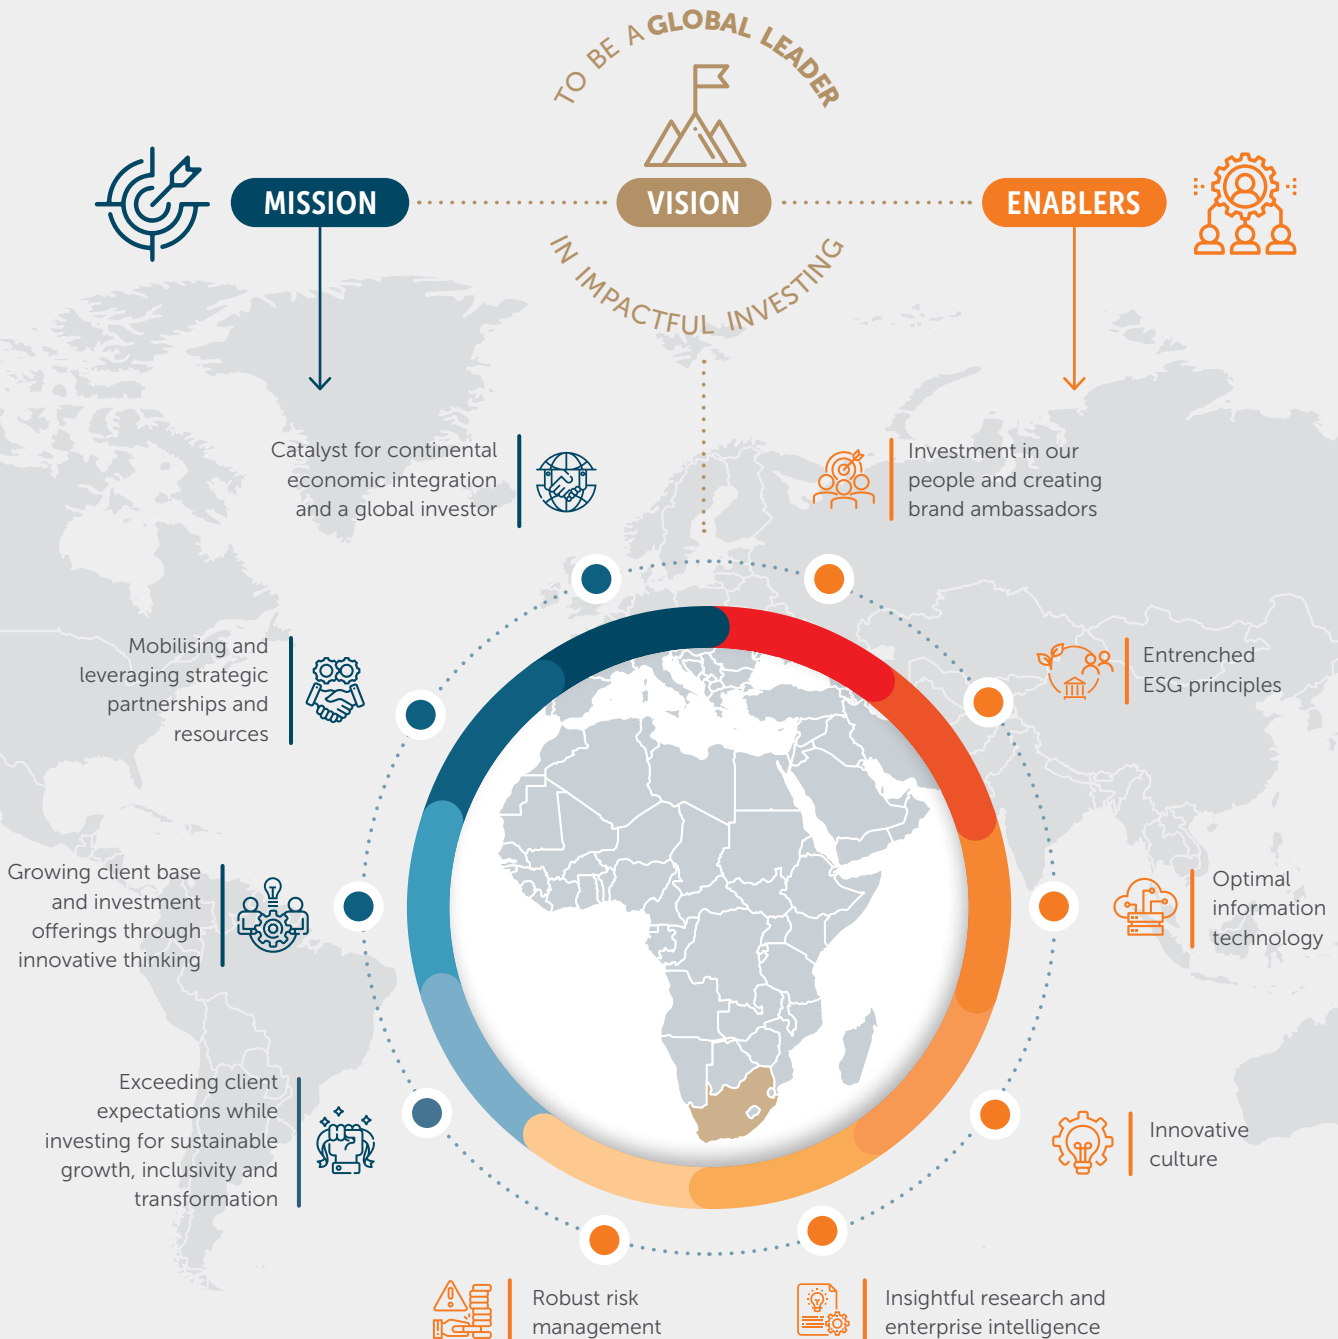 TO BE A GLOBAL LEADER
MISSION
VISION
ENABLERS
IN IMPACTFUL INVESTING
Catalyst for continental
economic integration
and a global investor
Mobilising and
leveraging strategic
partnerships and
resources
Growing client base
and investment
offerings through
innovative thinking
Exceeding client
expectations while
investing for sustainable
growth, inclusivity and
transformation
Investment in our
people and creating
brand ambassadors
Entrenched
ESG principles
Optimal
information
technology
Innovative
culture
Insightful research and
enterprise intelligence
Robust risk
management